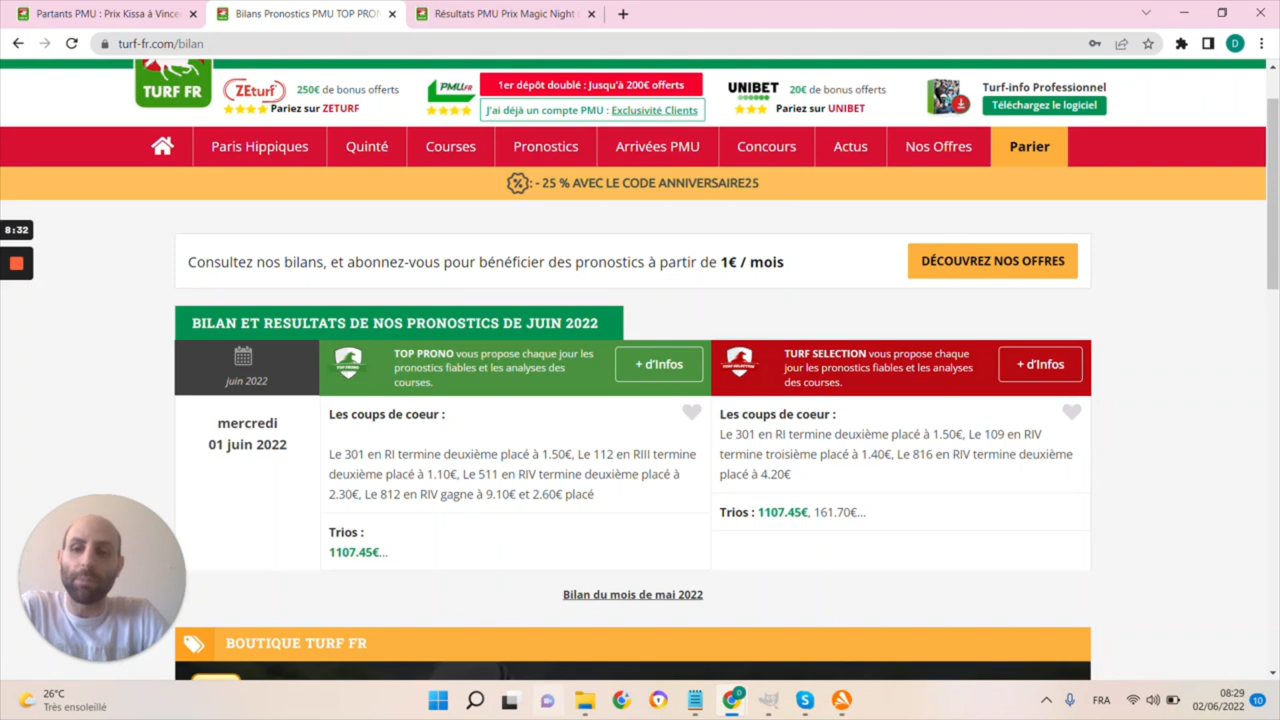 Partants PMU : Prix Kissa à Vince
Bilans Pronostics PMU TOP PRON
Résultats PMU Prix Magic Night
turf-fr.com/bilan
D
TURF FR
ZEturf
250€ de bonus offerts
Pariez sur ZETURF
PMU.fr
1er dépôt doublé : Jusqu'à 200€ offerts
J'ai déjà un compte PMU : Exclusivité Clients
UNIBET
20€ de bonus offerts
Pariez sur UNIBET
Turf-info Professionnel
Téléchargez le logiciel
Paris Hippiques
Quinté
Courses
Pronostics
Arrivées PMU
Concours
Actus
Nos Offres
Parier
: - 25 % AVEC LE CODE ANNIVERSAIRE25
8:32
Consultez nos bilans, et abonnez-vous pour bénéficier des pronostics à partir de 1€ / mois
DÉCOUVREZ NOS OFFRES
BILAN ET RESULTATS DE NOS PRONOSTICS DE JUIN 2022
juin 2022
TOP PRONO
TOP PRONO vous propose chaque jour les
pronostics fiables et les analyses des
courses.
+ d'Infos
TURF SELECTION vous propose chaque
jour les pronostics fiables et les analyses
des courses.
+ d'Infos
mercredi
01 juin 2022
Les coups de coeur :
Le 301 en RI termine deuxième placé à 1.50€, Le 112 en RIII termine
deuxième placé à 1.10€, Le 511 en RIV termine deuxième placé à
2.30€, Le 812 en RIV gagne à 9.10€ et 2.60€ placé
Trios :
1107.45€...
Les coups de coeur :
Le 301 en RI termine deuxième placé à 1.50€, Le 109 en RIV
termine troisième placé à 1.40€, Le 816 en RIV termine deuxième
placé à 4.20€
Trios : 1107.45€, 161.70€...
Bilan du mois de mai 2022
BOUTIQUE TURF FR
26°C
Très ensoleillé
D
FRA
08:29
02/06/2022
10